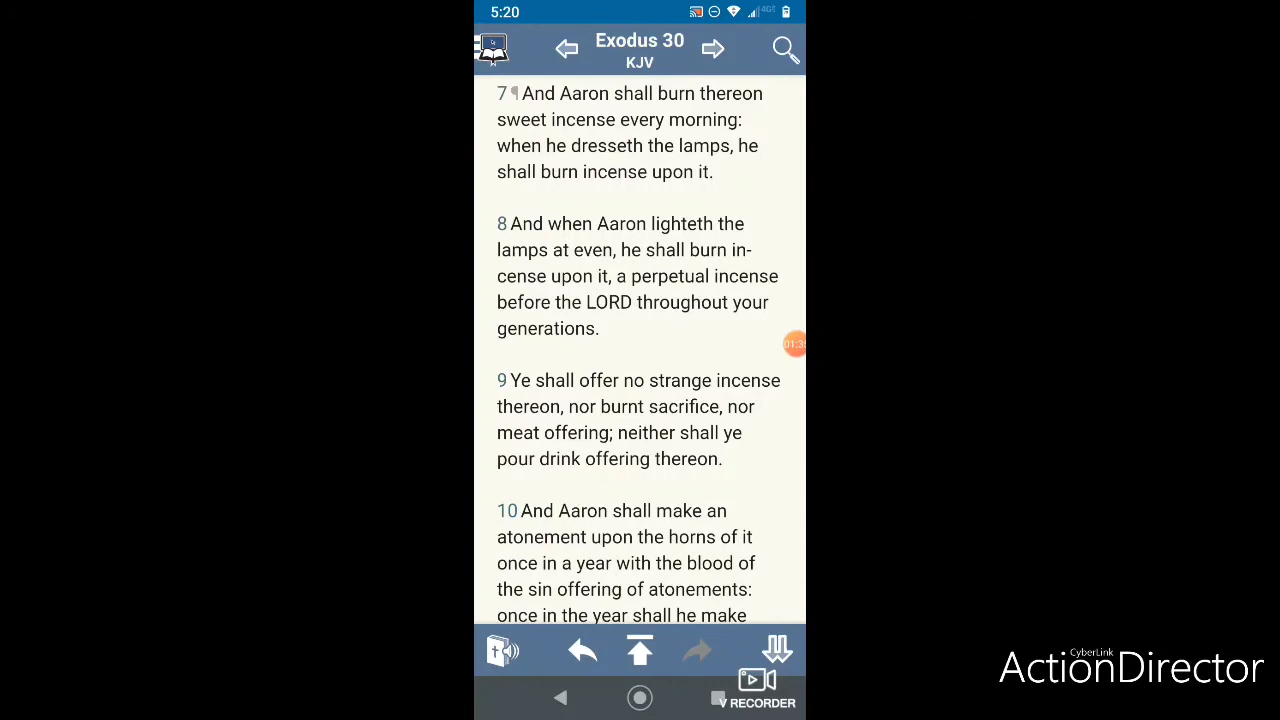 5:20
4G
Exodus 30
KJV
7 ¶ And Aaron shall burn thereon
sweet incense every morning:
when he dresseth the lamps, he
shall burn incense upon it.
8 And when Aaron lighteth the
lamps at even, he shall burn in-
cense upon it, a perpetual incense
before the LORD throughout your
generations.
9 Ye shall offer no strange incense
thereon, nor burnt sacrifice, nor
meat offering; neither shall ye
pour drink offering thereon.
10 And Aaron shall make an
atonement upon the horns of it
once in a year with the blood of
the sin offering of atonements:
once in the year shall he make
V RECORDER
CyberLink
ActionDirector